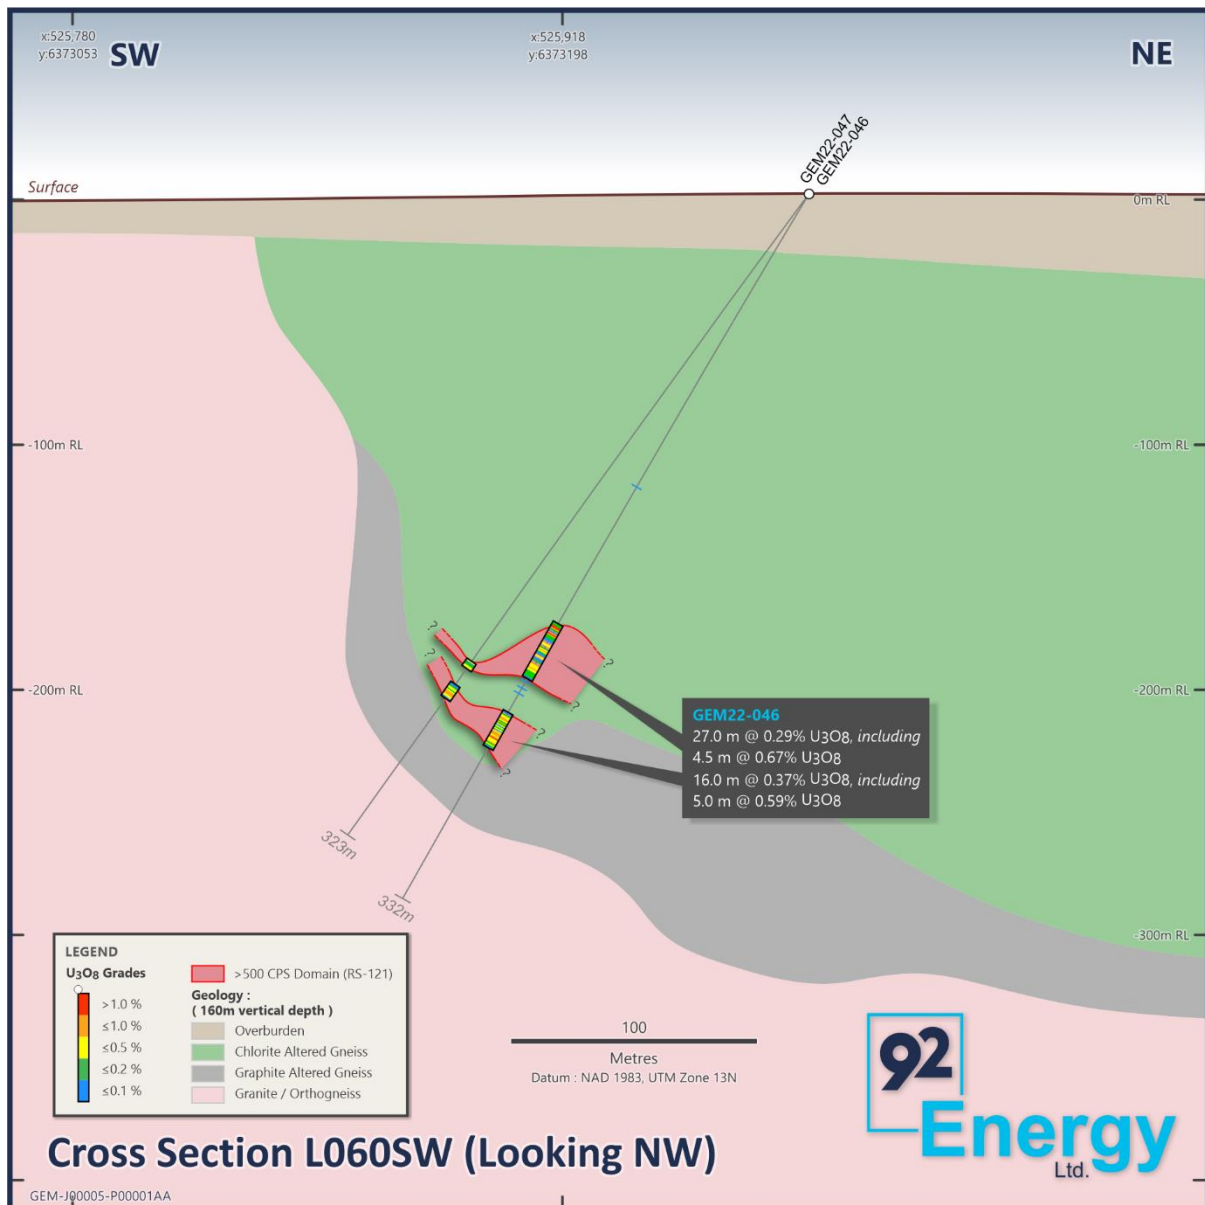 x:525,780
y:6373053
SW
x:525,918
y:6373198
NE
GEM22-047
GEM22-046
Surface
0m RL
-100m RL
-100m RL
?
?
?
-200m RL
-200m RL
?
?
?
GEM22-046
27.0 m @ 0.29% U3O8, including
4.5 m @ 0.67% U3O8
16.0 m @ 0.37% U3O8, including
5.0 m @ 0.59% U3O8
323m
332m
-300m RL
LEGEND
U3O8 Grades
>1.0 %
≤1.0 %
≤0.5 %
≤0.2 %
≤0.1 %
>500 CPS Domain (RS-121)
Geology :
( 160m vertical depth )
Overburden
Chlorite Altered Gneiss
Graphite Altered Gneiss
Granite / Orthogneiss
100
Metres
Datum : NAD 1983, UTM Zone 13N
92
Energy
Ltd.
Cross Section L060SW (Looking NW)
GEM-J00005-P00001AA